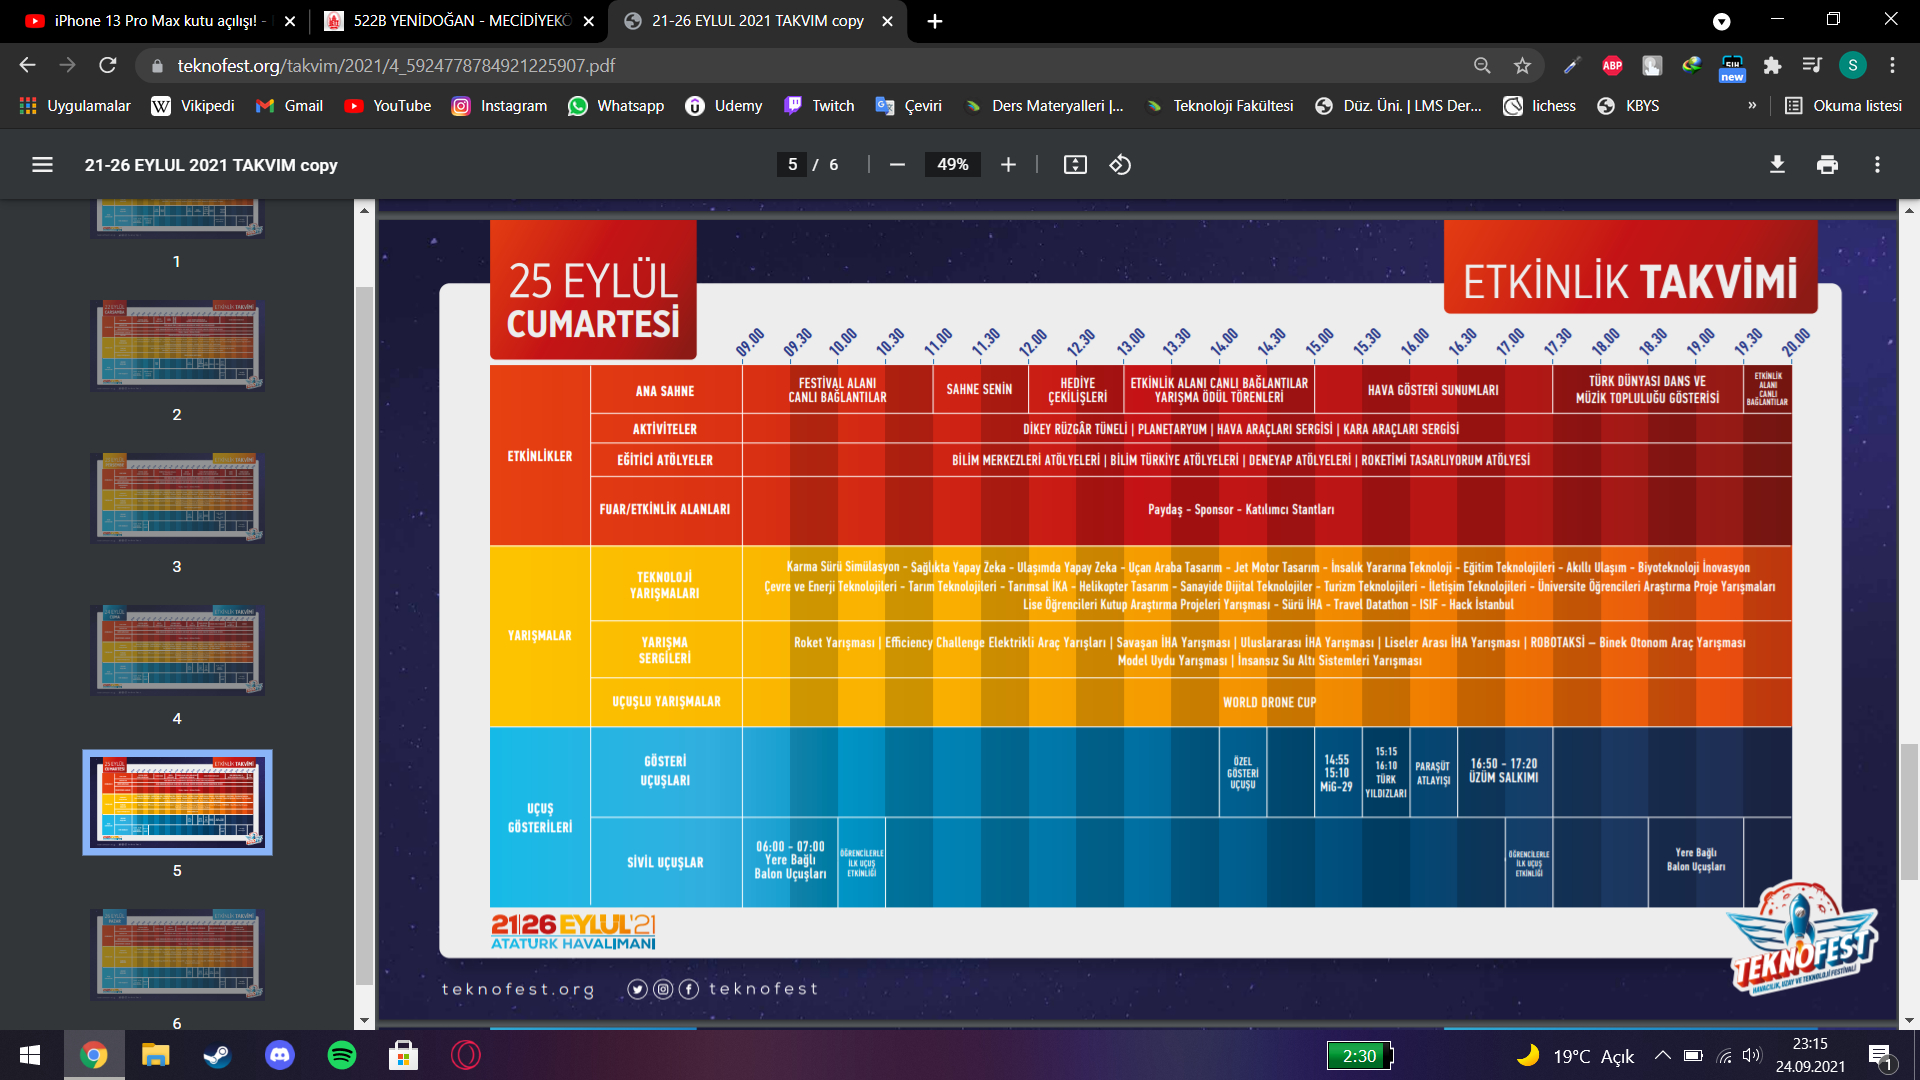 iPhone 13 Pro Max kutu açılışı! -
522B YENİDOĞAN - MECİDİYEKÖ
21-26 EYLUL 2021 TAKVIM copy
teknofest.org/takvim/2021/4_5924778784921225907.pdf
ABP
new
S
Uygulamalar
Vikipedi
Gmail
YouTube
Instagram
Whatsapp
Udemy
Twitch
Çeviri
Ders Materyalleri |...
Teknoloji Fakültesi
Düz. Üni. | LMS Der...
lichess
KBYS
»
Okuma listesi
21-26 EYLUL 2021 TAKVIM copy
5 / 6
49%
1
2
3
4
5
6
25 EYLÜL
CUMARTESİ
ETKİNLİK TAKVİMİ
09.00 09.30 10.00 10.30 11.00 11.30 12.00 12.30 13.00 13.30 14.00 14.30 15.00 15.30 16.00 16.30 17.00 17.30 18.00 18.30 19.00 19.30 20.00
ETKİNLİKLER
ANA SAHNE
FESTİVAL ALANI
CANLI BAĞLANTILAR
SAHNE SENİN
HEDİYE
ÇEKİLİŞLERİ
ETKİNLİK ALANI CANLI BAĞLANTILAR
YARIŞMA ÖDÜL TÖRENLERİ
HAVA GÖSTERİ SUNUMLARI
TÜRK DÜNYASI DANS VE
MÜZİK TOPLULUĞU GÖSTERİSİ
ETKİNLİK
ALANI
CANLI
BAĞLANTILAR
AKTİVİTELER
DİKEY RÜZGÂR TÜNELİ | PLANETARYUM | HAVA ARAÇLARI SERGİSİ | KARA ARAÇLARI SERGİSİ
EĞİTİCİ ATÖLYELER
BİLİM MERKEZLERİ ATÖLYELERİ | BİLİM TÜRKİYE ATÖLYELERİ | DENEYAP ATÖLYELERİ | ROKETİMİ TASARLIYORUM ATÖLYESİ
FUAR/ETKİNLİK ALANLARI
Paydaş - Sponsor - Katılımcı Stantları
YARIŞMALAR
TEKNOLOJİ
YARIŞMALARI
Karma Sürü Simülasyon - Sağlıkta Yapay Zeka - Ulaşımda Yapay Zeka - Uçan Araba Tasarım - Jet Motor Tasarım - İnsalık Yararına Teknoloji - Eğitim Teknolojileri - Akıllı Ulaşım - Biyoteknoloji İnovasyon
Çevre ve Enerji Teknolojileri - Tarım Teknolojileri - Tarımsal İKA - Helikopter Tasarım - Sanayide Dijital Teknolojiler - Turizm Teknolojileri - İletişim Teknolojileri - Üniversite Öğrencileri Araştırma Proje Yarışmaları
Lise Öğrencileri Kutup Araştırma Projeleri Yarışması - Sürü İHA - Travel Datathon - ISIF - Hack İstanbul
YARIŞMA
SERGİLERİ
Roket Yarışması | Efficiency Challenge Elektrikli Araç Yarışları | Savaşan İHA Yarışması | Uluslararası İHA Yarışması | Liseler Arası İHA Yarışması | ROBOTAKSİ – Binek Otonom Araç Yarışması
Model Uydu Yarışması | İnsansız Su Altı Sistemleri Yarışması
UÇUŞLU YARIŞMALAR
WORLD DRONE CUP
UÇUŞ
GÖSTERİLERİ
GÖSTERİ
UÇUŞLARI
ÖZEL
GÖSTERİ
UÇUŞU
14:55
15:10
MiG-29
15:15
16:10
TÜRK
YILDIZLARI
PARAŞÜT
ATLAYIŞI
16:50 - 17:20
ÜZÜM SALKIMI
SİVİL UÇUŞLAR
06:00 - 07:00
Yere Bağlı
Balon Uçuşları
ÖĞRENCİLERLE
İLK UÇUŞ
ETKİNLİĞİ
ÖĞRENCİLERLE
İLK UÇUŞ
ETKİNLİĞİ
Yere Bağlı
Balon Uçuşları
21|26 EYLUL'21
ATATÜRK HAVALİMANI
TEKNOFEST
HAVACILIK, UZAY VE TEKNOLOJİ FESTİVALİ
teknofest.org
teknofest
2:30
19°C Açık
23:15
24.09.2021
1